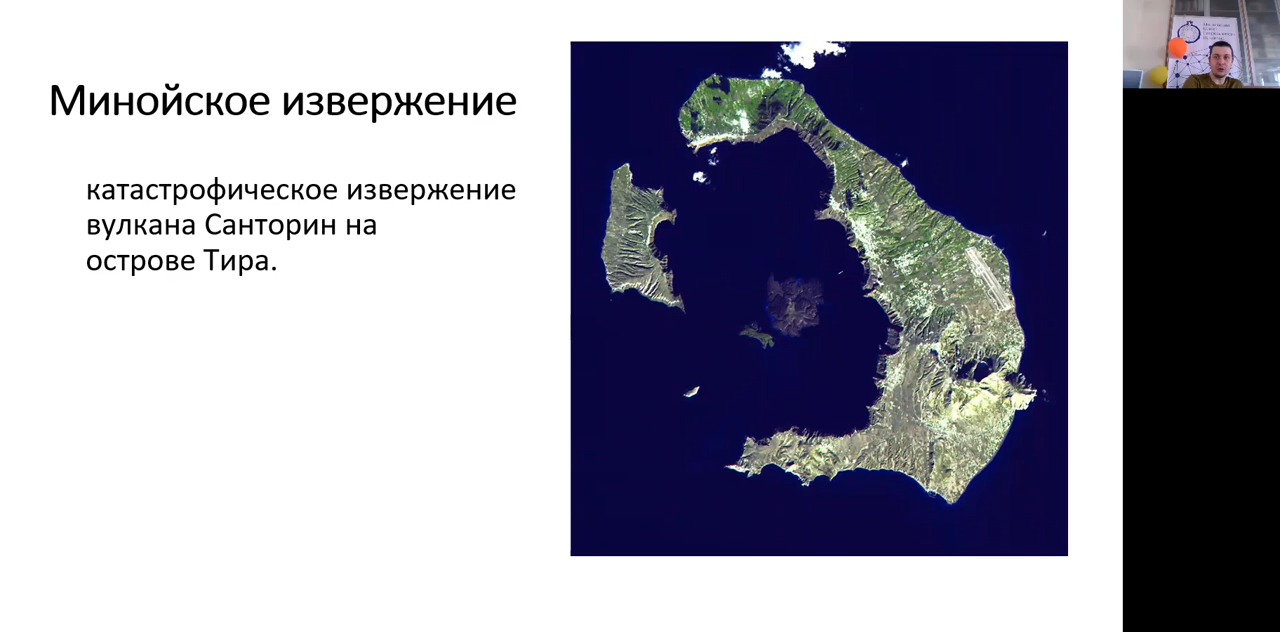 Минойское извержение
катастрофическое извержение
вулкана Санторин на
острове Тира.